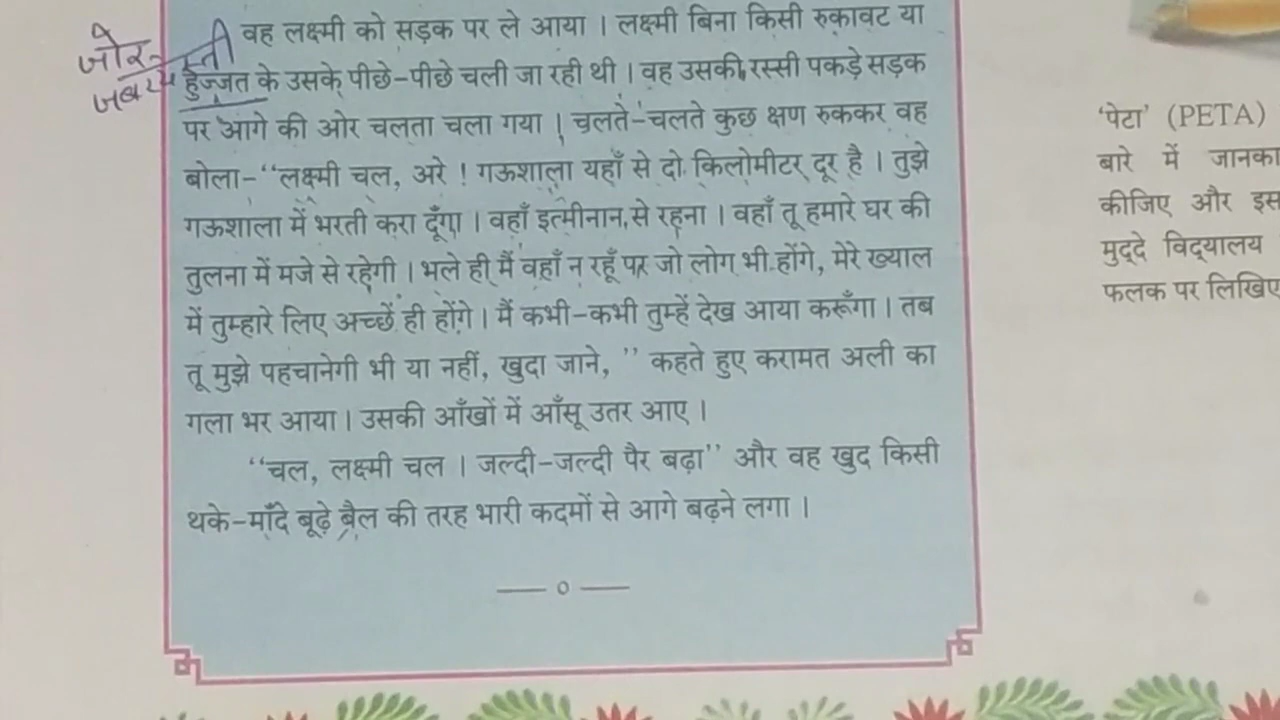 वह लक्ष्मी को सड़क पर ले आया । लक्ष्मी बिना किसी रुकावट या
हुज्जत के उसके पीछे-पीछे चली जा रही थी । वह उसकी रस्सी पकड़े सड़क
पर आगे की ओर चलता चला गया । चलते-चलते कुछ क्षण रुककर वह
बोला-‘‘लक्ष्मी चल, अरे ! गऊशाला यहाँ से दो किलोमीटर दूर है । तुझे
गऊशाला में भरती करा दूँगा । वहाँ इत्मीनान से रहना । वहाँ तू हमारे घर की
तुलना में मजे से रहेगी । भले ही मैं वहाँ न रहूँ पर जो लोग भी होंगे, मेरे ख्याल
में तुम्हारे लिए अच्छे ही होंगे । मैं कभी-कभी तुम्हें देख आया करूँगा । तब
तू मुझे पहचानेगी भी या नहीं, खुदा जाने, ’’ कहते हुए करामत अली का
गला भर आया । उसकी आँखों में आँसू उतर आए ।
‘‘चल, लक्ष्मी चल । जल्दी-जल्दी पैर बढ़ा’’ और वह खुद किसी
थके-माँदे बूढ़े बैल की तरह भारी कदमों से आगे बढ़ने लगा ।
— ० —
जोर
‘पेटा’ (PETA)
बारे में जानका
कीजिए और इस
मुद्दे विद्यालय
फलक पर लिखिए